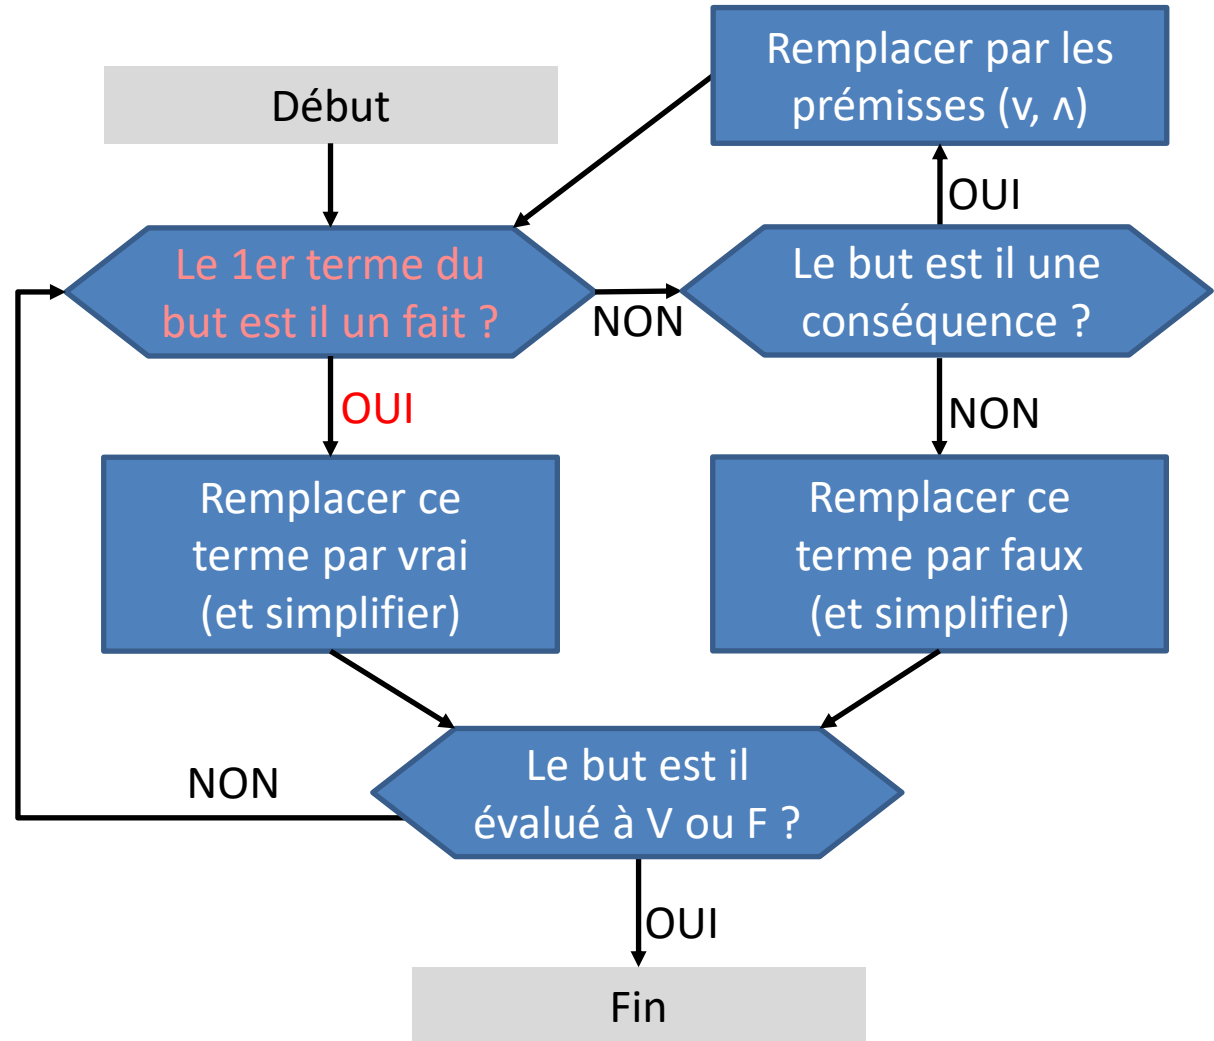 Début
Remplacer par les
prémisses (v, ʌ)
OUI
Le 1er terme du
but est il un fait ?
NON
Le but est il une
conséquence ?
OUI
NON
Remplacer ce
terme par vrai
(et simplifier)
Remplacer ce
terme par faux
(et simplifier)
NON
Le but est il
évalué à V ou F ?
OUI
Fin